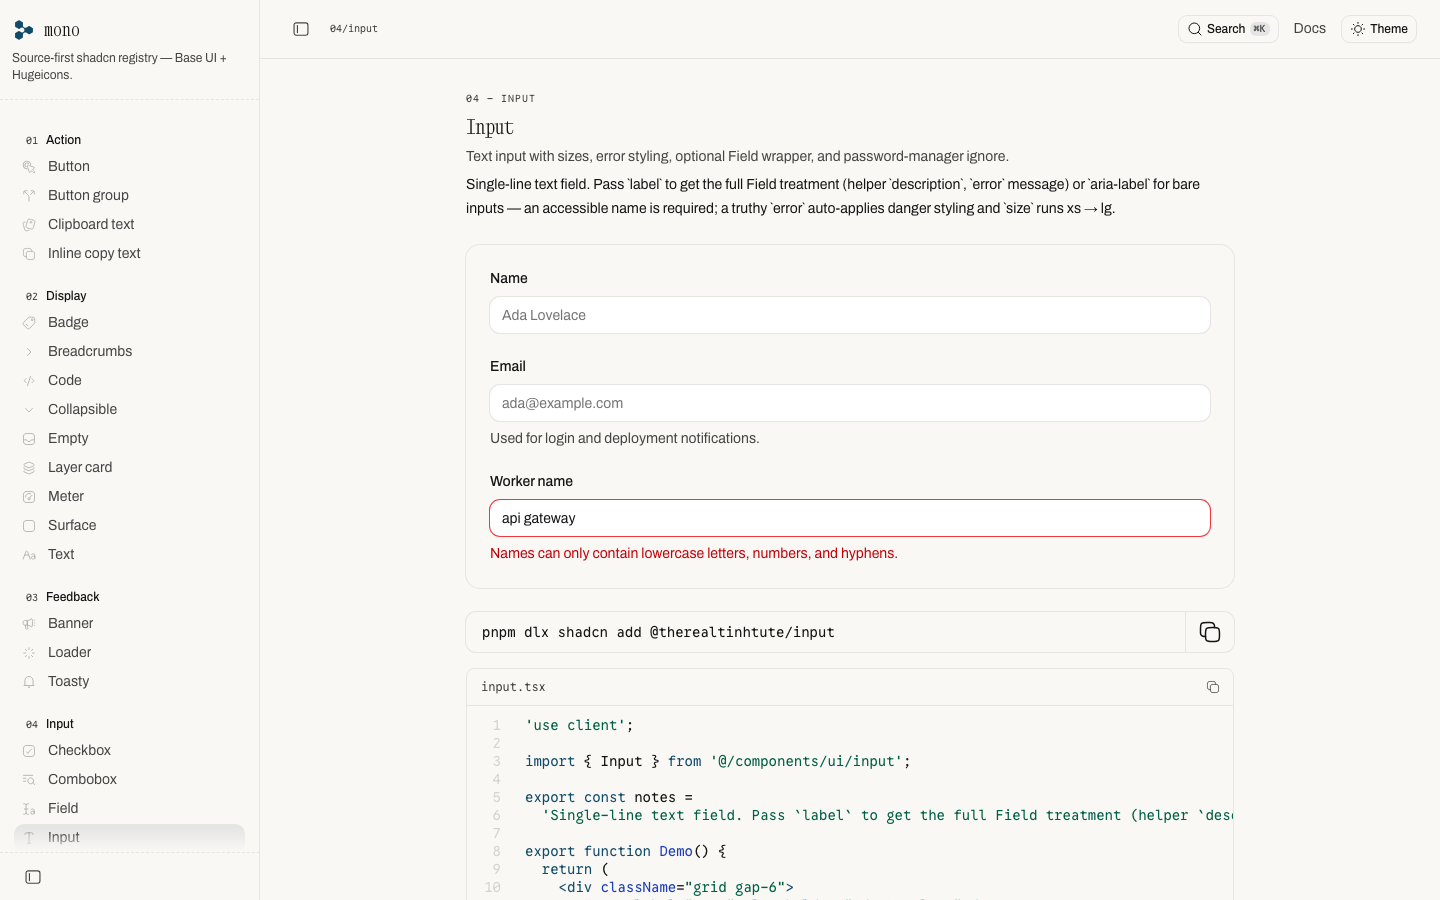 mono
Source-first shadcn registry — Base UI +
Hugeicons.
01 Action
Button
Button group
Clipboard text
Inline copy text
02 Display
Badge
Breadcrumbs
Code
Collapsible
Empty
Layer card
Meter
Surface
Text
03 Feedback
Banner
Loader
Toasty
04 Input
Checkbox
Combobox
Field
Input
04/input
Search ⌘K
Docs
Theme
04 — INPUT
Input
Text input with sizes, error styling, optional Field wrapper, and password-manager ignore.
Single-line text field. Pass `label` to get the full Field treatment (helper `description`, `error` message) or `aria-label` for bare
inputs — an accessible name is required; a truthy `error` auto-applies danger styling and `size` runs xs → lg.
Name
Ada Lovelace
Email
ada@example.com
Used for login and deployment notifications.
Worker name
api gateway
Names can only contain lowercase letters, numbers, and hyphens.
pnpm dlx shadcn add @therealtinhtute/input
input.tsx
1 'use client';
2
3 import { Input } from '@/components/ui/input';
4
5 export const notes =
6 'Single-line text field. Pass `label` to get the full Field treatment (helper `desc
7
8 export function Demo() {
9 return (
10 <div className="grid gap-6">